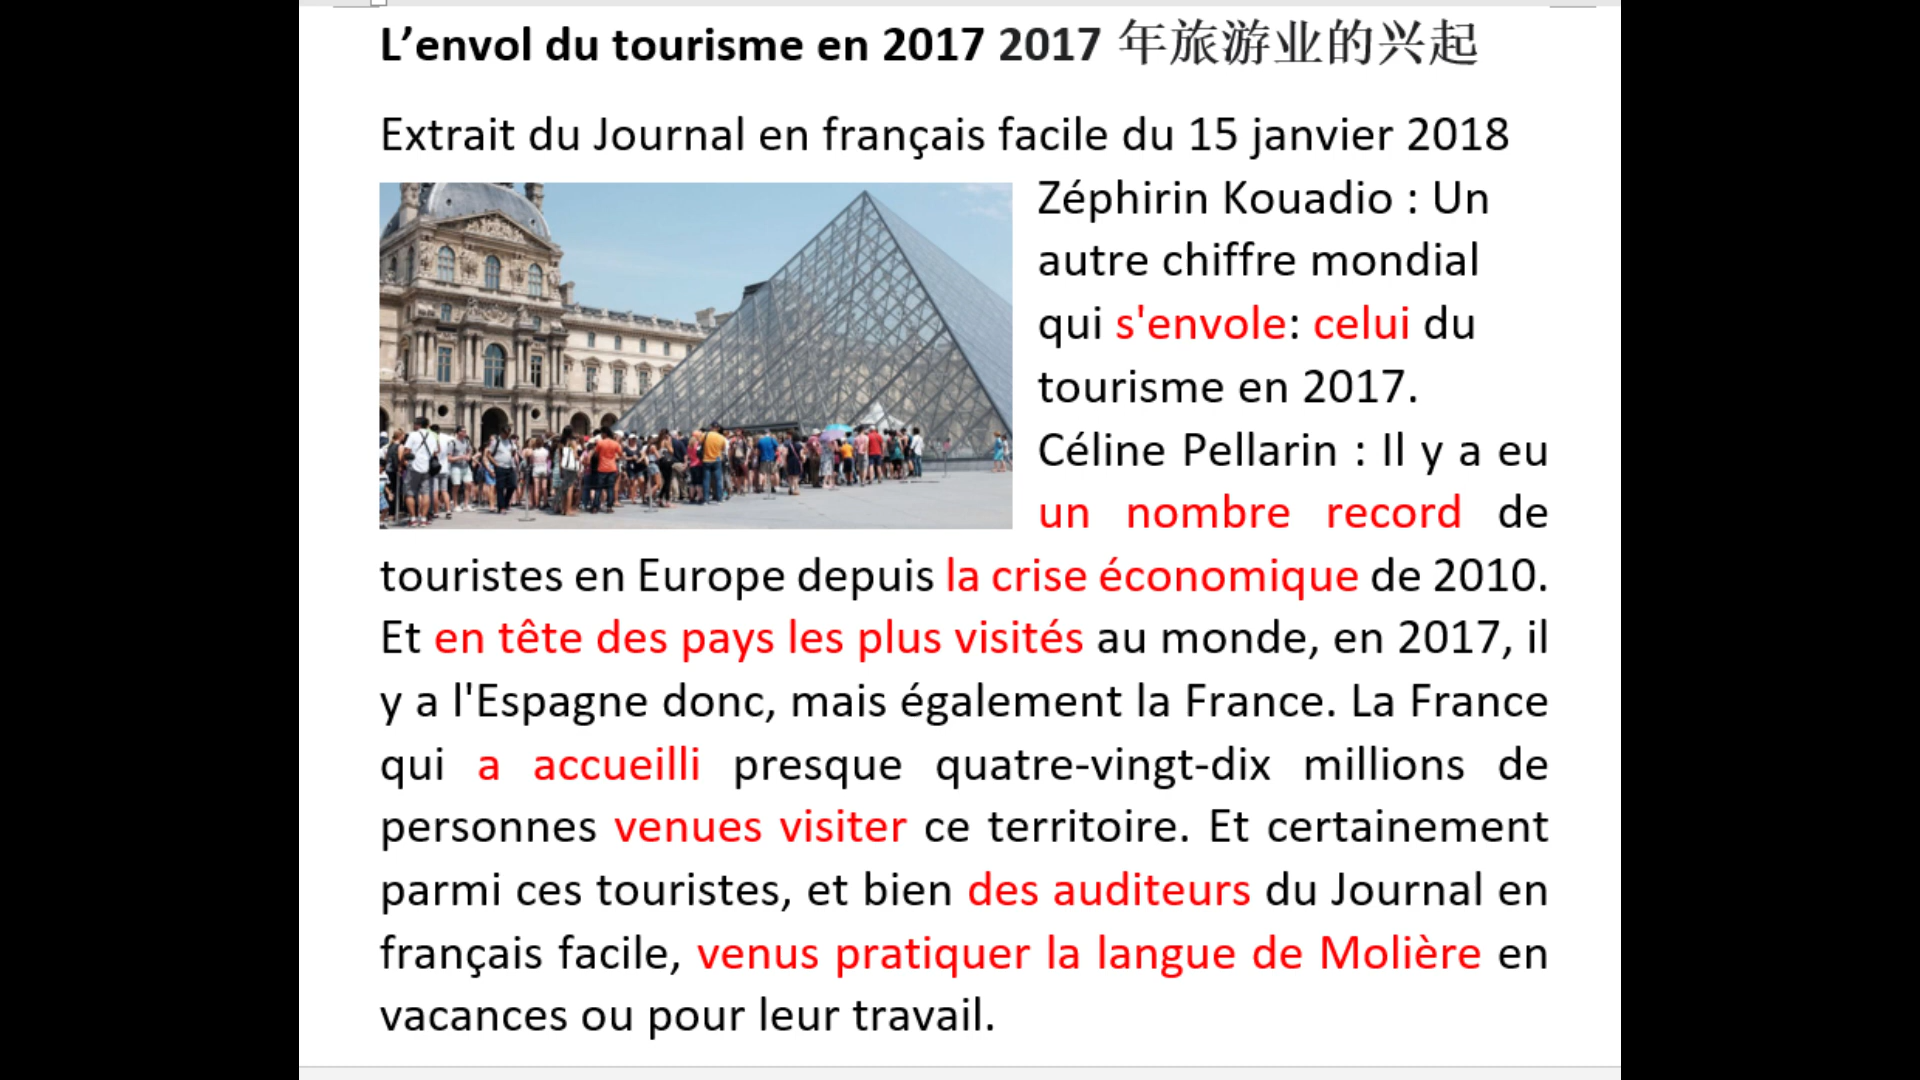 L’envol du tourisme en 2017 2017 年旅游业的兴起
Extrait du Journal en français facile du 15 janvier 2018
Zéphirin Kouadio : Un
autre chiffre mondial
qui s'envole: celui du
tourisme en 2017.
Céline Pellarin : Il y a eu
un nombre record de
touristes en Europe depuis la crise économique de 2010.
Et en tête des pays les plus visités au monde, en 2017, il
y a l'Espagne donc, mais également la France. La France
qui a accueilli presque quatre-vingt-dix millions de
personnes venues visiter ce territoire. Et certainement
parmi ces touristes, et bien des auditeurs du Journal en
français facile, venus pratiquer la langue de Molière en
vacances ou pour leur travail.